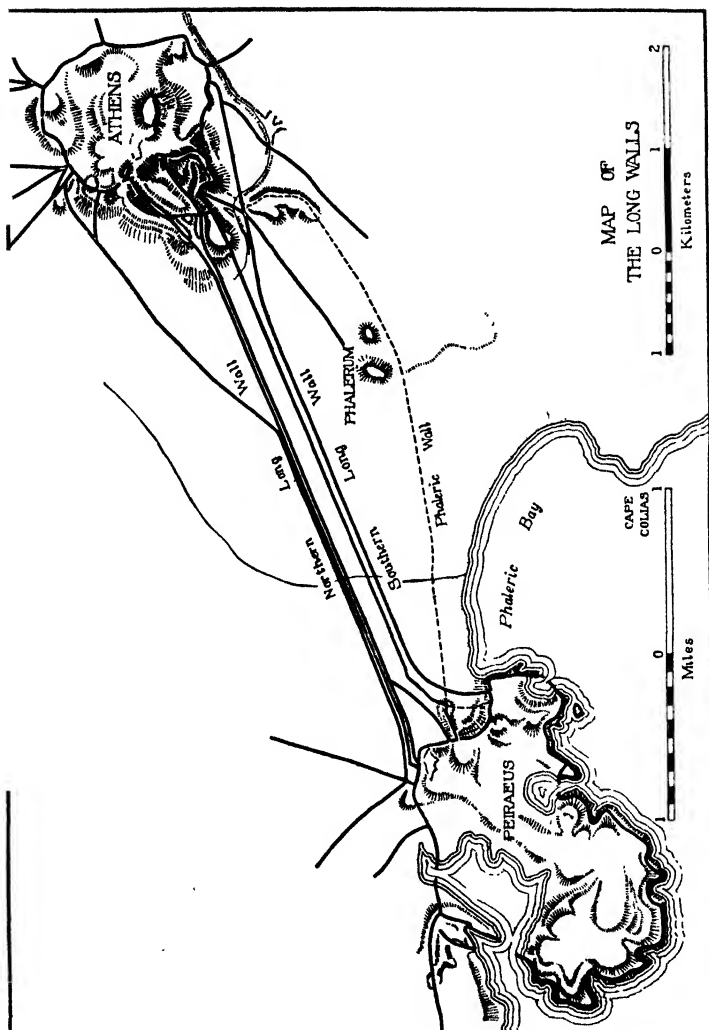 ATHENS
Northern Long Wall
Southern Long Wall
PHALERUM
Phaleric Wall
Phaleric Bay
CAPE
COLIAS
PEIRAEUS
MAP OF
THE LONG WALLS
1 0 1 2
Kilometers
1 0 1
Miles